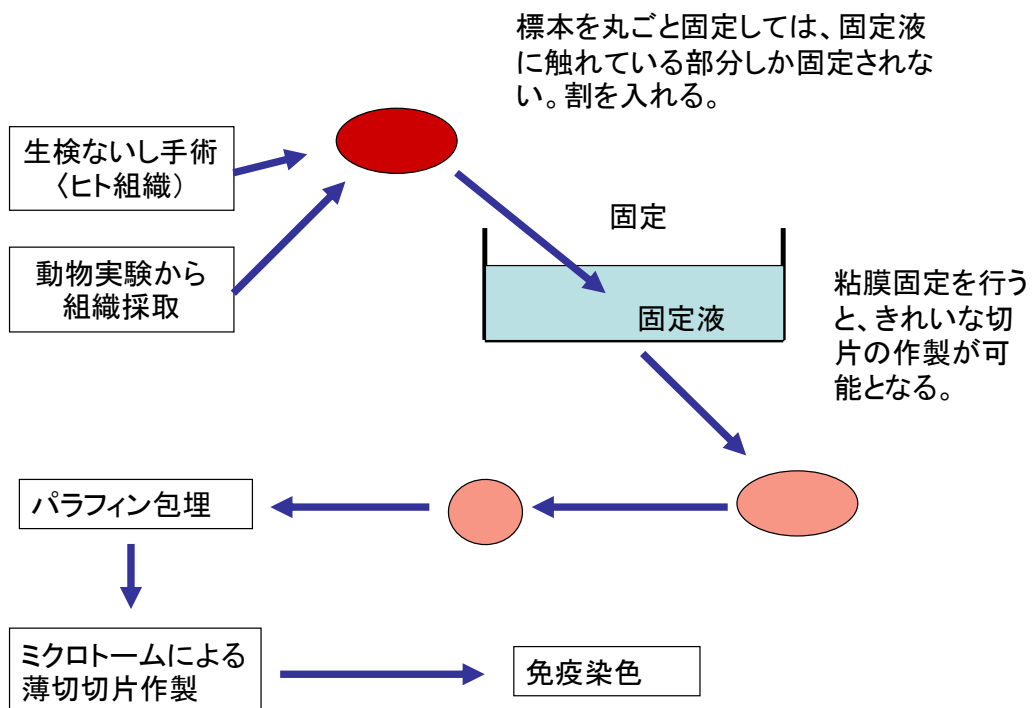 標本を丸ごと固定しては、固定液
に触れている部分しか固定されな
い。割を入れる。
生検ないし手術
〈ヒト組織）
動物実験から
組織採取
固定
固定液
粘膜固定を行う
と、きれいな切
片の作製が可
能となる。
パラフィン包埋
ミクロトームによる
薄切切片作製
免疫染色